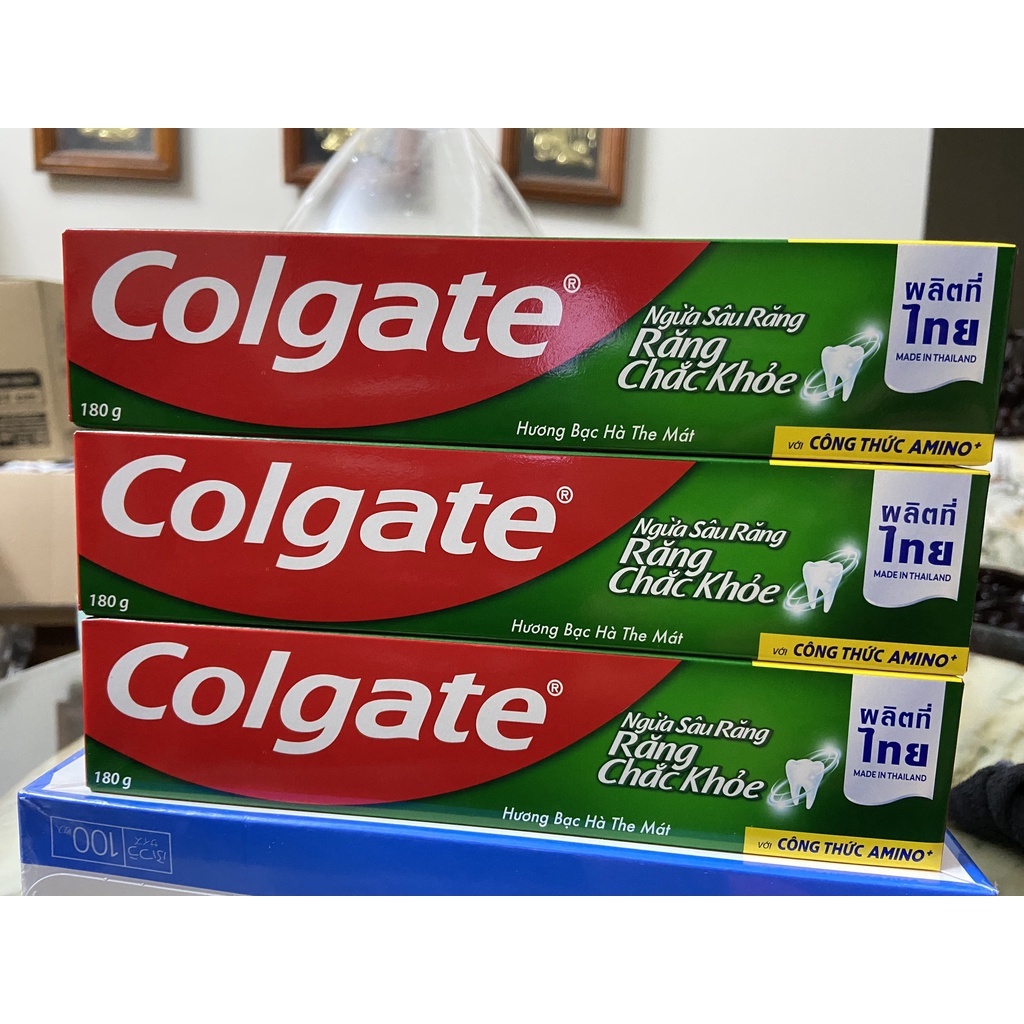 Colgate®
Ngừa Sâu Răng
Răng
Chắc Khỏe
ผลิตที่
ไทย
MADE IN THAILAND
180 g
Hương Bạc Hà The Mát
với CÔNG THỨC AMINO+
Colgate®
Ngừa Sâu Răng
Răng
Chắc Khỏe
ผลิตที่
ไทย
MADE IN THAILAND
180 g
Hương Bạc Hà The Mát
với CÔNG THỨC AMINO+
Colgate®
Ngừa Sâu Răng
Răng
Chắc Khỏe
ผลิตที่
ไทย
MADE IN THAILAND
180 g
Hương Bạc Hà The Mát
với CÔNG THỨC AMINO+
100